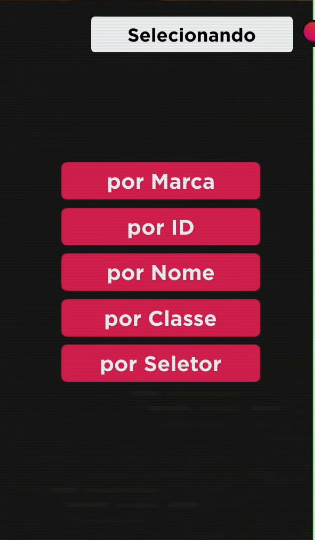 Selecionando
por Marca
por ID
por Nome
por Classe
por Seletor